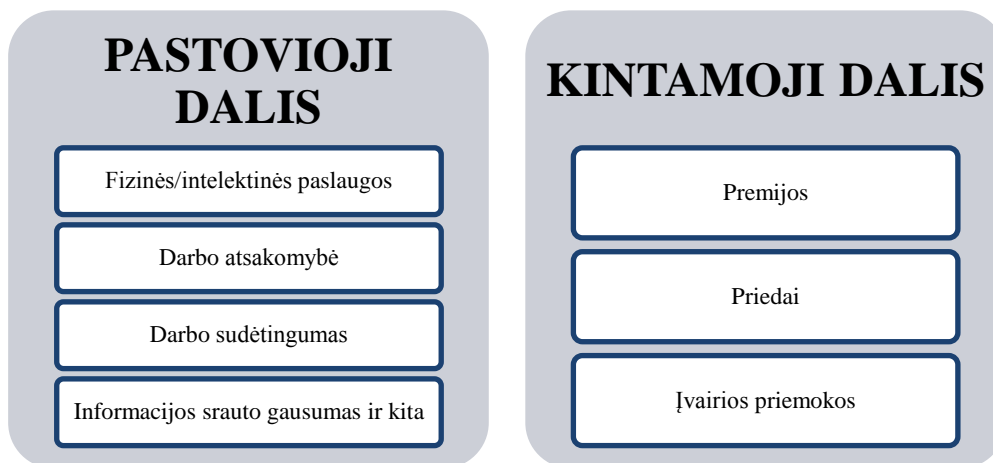 PASTOVIOJI
DALIS
Fizinės/intelektinės paslaugos
Darbo atsakomybė
Darbo sudėtingumas
Informacijos srauto gausumas ir kita
KINTAMOJI DALIS
Premijos
Priedai
Įvairios priemokos